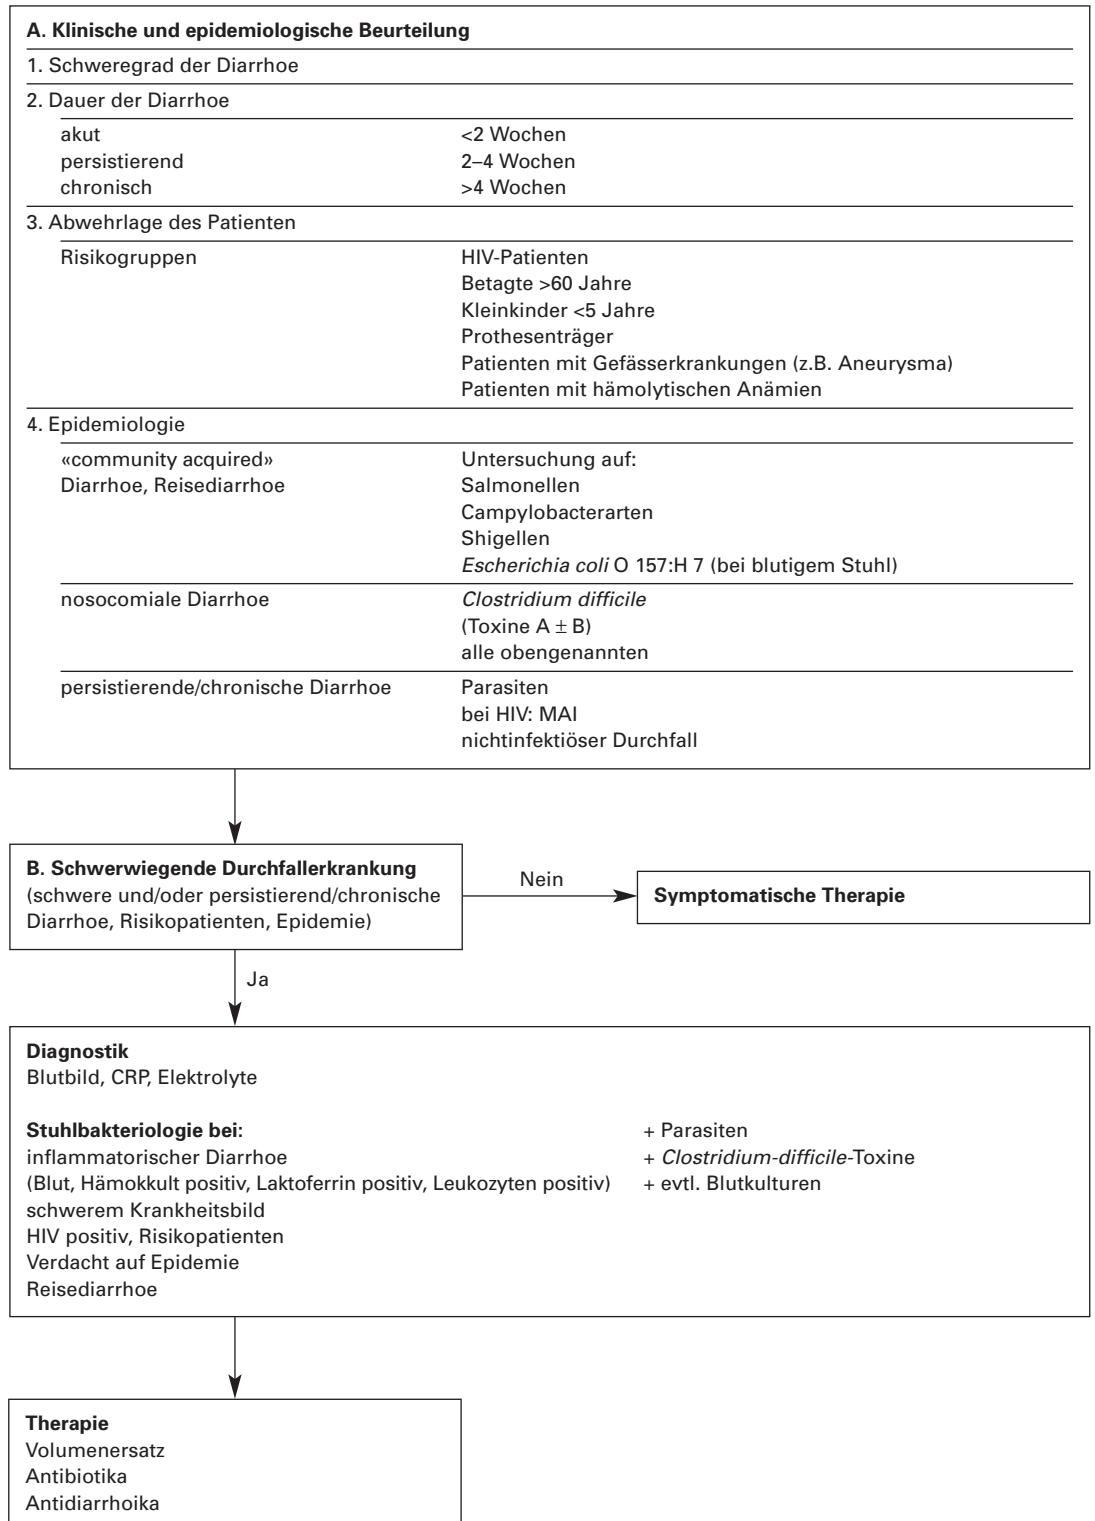 A. Klinische und epidemiologische Beurteilung
1. Schweregrad der Diarrhoe
2. Dauer der Diarrhoe
akut <2 Wochen
persistierend 2–4 Wochen
chronisch >4 Wochen
3. Abwehrlage des Patienten
Risikogruppen HIV-Patienten
Betagte >60 Jahre
Kleinkinder <5 Jahre
Prothesenträger
Patienten mit Gefässerkrankungen (z.B. Aneurysma)
Patienten mit hämolytischen Anämien
4. Epidemiologie
«community acquired» Untersuchung auf:
Diarrhoe, Reisediarrhoe Salmonellen
Campylobacterarten
Shigellen
Escherichia coli O 157:H 7 (bei blutigem Stuhl)
nosocomiale Diarrhoe Clostridium difficile
(Toxine A ± B)
alle obengenannten
persistierende/chronische Diarrhoe Parasiten
bei HIV: MAI
nichtinfektiöser Durchfall
B. Schwerwiegende Durchfallerkrankung
(schwere und/oder persistierend/chronische
Diarrhoe, Risikopatienten, Epidemie)
Nein
Symptomatische Therapie
Ja
Diagnostik
Blutbild, CRP, Elektrolyte
Stuhlbakteriologie bei: + Parasiten
inflammatorischer Diarrhoe + Clostridium-difficile-Toxine
(Blut, Hämokkult positiv, Laktoferrin positiv, Leukozyten positiv) + evtl. Blutkulturen
schwerem Krankheitsbild
HIV positiv, Risikopatienten
Verdacht auf Epidemie
Reisediarrhoe
Therapie
Volumenersatz
Antibiotika
Antidiarrhoika